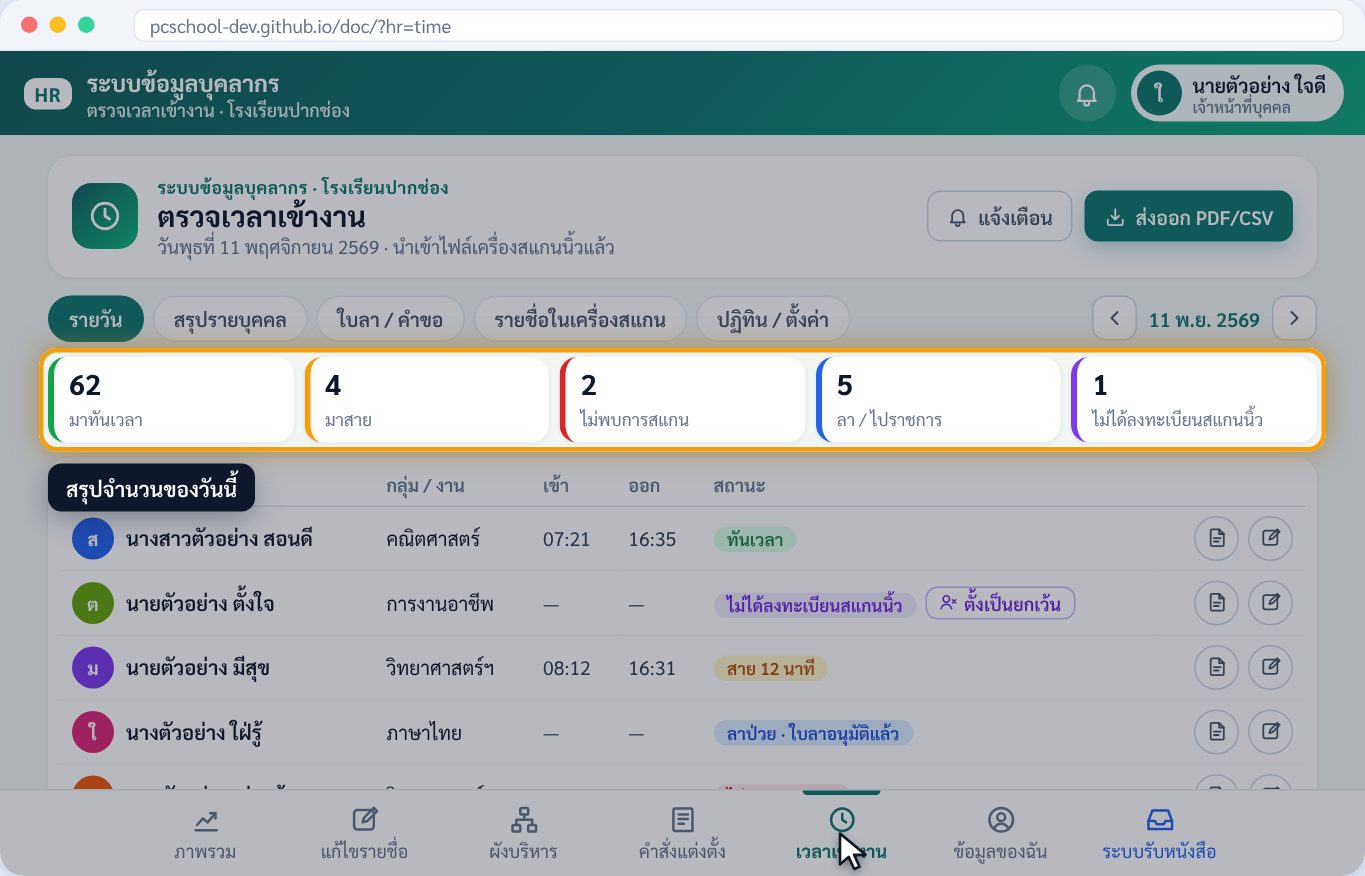 pcschool-dev.github.io/doc/?hr=time
HR
ระบบข้อมูลบุคลากร
ตรวจเวลาเข้างาน · โรงเรียนปากช่อง
ใ
นายตัวอย่าง ใจดี
เจ้าหน้าที่บุคคล
ระบบข้อมูลบุคลากร · โรงเรียนปากช่อง
ตรวจเวลาเข้างาน
วันพุธที่ 11 พฤศจิกายน 2569 · นำเข้าไฟล์เครื่องสแกนนิ้วแล้ว
แจ้งเตือน
ส่งออก PDF/CSV
รายวัน
สรุปรายบุคคล
ใบลา / คำขอ
รายชื่อในเครื่องสแกน
ปฏิทิน / ตั้งค่า
11 พ.ย. 2569
62
มาทันเวลา
4
มาสาย
2
ไม่พบการสแกน
5
ลา / ไปราชการ
1
ไม่ได้ลงทะเบียนสแกนนิ้ว
สรุปจำนวนของวันนี้
กลุ่ม / งาน เข้า ออก สถานะ
ส นางสาวตัวอย่าง สอนดี คณิตศาสตร์ 07:21 16:35 ทันเวลา
ต นายตัวอย่าง ตั้งใจ การงานอาชีพ — — ไม่ได้ลงทะเบียนสแกนนิ้ว ตั้งเป็นยกเว้น
ม นายตัวอย่าง มีสุข วิทยาศาสตร์ฯ 08:12 16:31 สาย 12 นาที
ใ นางตัวอย่าง ใฝ่รู้ ภาษาไทย — — ลาป่วย · ใบลาอนุมัติแล้ว
ภาพรวม
แก้ไขรายชื่อ
ผังบริหาร
คำสั่งแต่งตั้ง
ข้อมูลของฉัน
ระบบรับหนังสือ